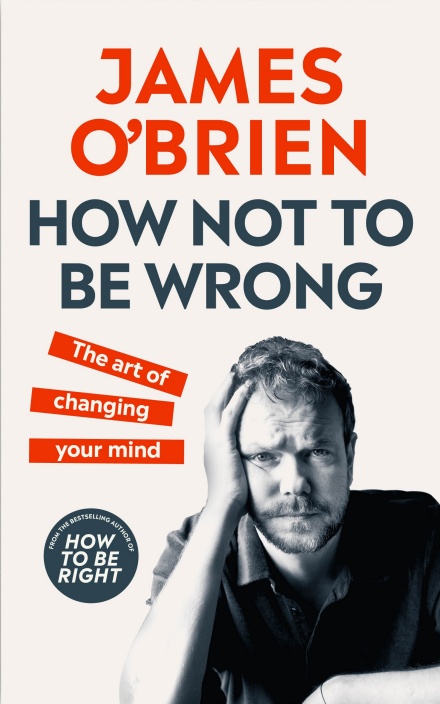 JAMES
O’BRIEN
HOW NOT TO
BE WRONG
The art of
changing
your mind
FROM THE BESTSELLING AUTHOR OF
HOW
TO BE
RIGHT